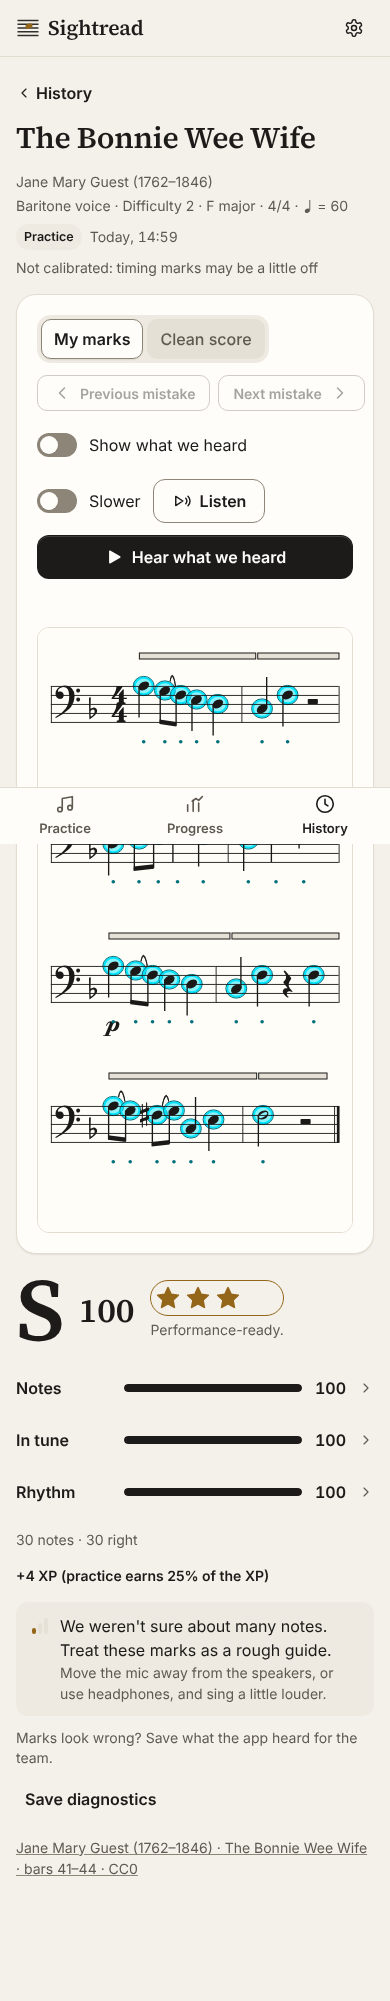 Sightread
History
The Bonnie Wee Wife
Jane Mary Guest (1762–1846)
Baritone voice · Difficulty 2 · F major · 4/4 · ♩ = 60
Practice Today, 14:59
Not calibrated: timing marks may be a little off
My marks Clean score
Previous mistake Next mistake
Show what we heard
Slower Listen
Hear what we heard
4
4
Practice Progress History
p
S 100
Performance-ready.
Notes 100
In tune 100
Rhythm 100
30 notes · 30 right
+4 XP (practice earns 25% of the XP)
We weren't sure about many notes.
Treat these marks as a rough guide.
Move the mic away from the speakers, or
use headphones, and sing a little louder.
Marks look wrong? Save what the app heard for the
team.
Save diagnostics
Jane Mary Guest (1762–1846) · The Bonnie Wee Wife
· bars 41–44 · CC0